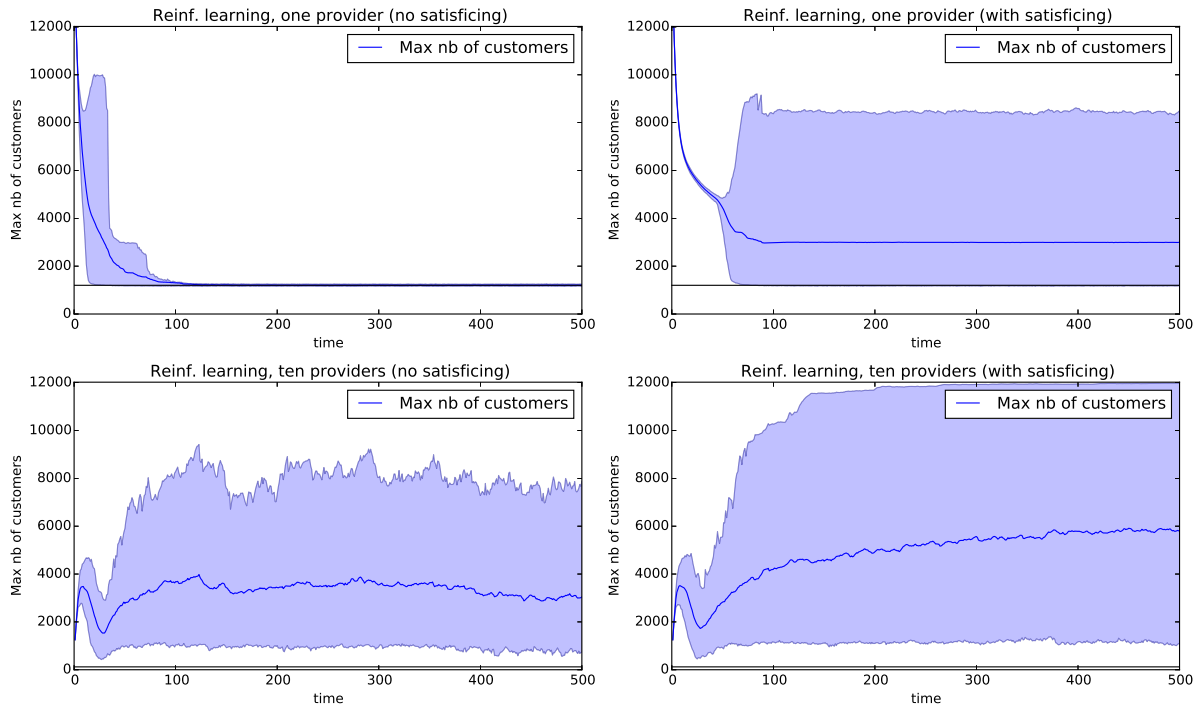 Reinf. learning, one provider (no satisficing)
Max nb of customers
12000
10000
8000
6000
4000
2000
0
Max nb of customers
0 100 200 300 400 500
time
Reinf. learning, one provider (with satisficing)
Max nb of customers
12000
10000
8000
6000
4000
2000
0
Max nb of customers
0 100 200 300 400 500
time
Reinf. learning, ten providers (no satisficing)
Max nb of customers
12000
10000
8000
6000
4000
2000
0
Max nb of customers
0 100 200 300 400 500
time
Reinf. learning, ten providers (with satisficing)
Max nb of customers
12000
10000
8000
6000
4000
2000
0
Max nb of customers
0 100 200 300 400 500
time